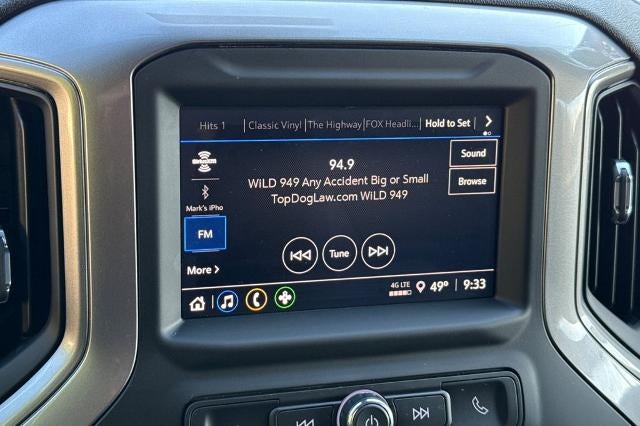 Hits 1 Classic Vinyl The Highway FOX Headli... Hold to Set
SiriusXM
94.9
Sound
WiLD 949 Any Accident Big or Small
Browse
TopDogLaw.com WiLD 949
Mark's iPho
FM
Tune
More
4G LTE
49° 9:33